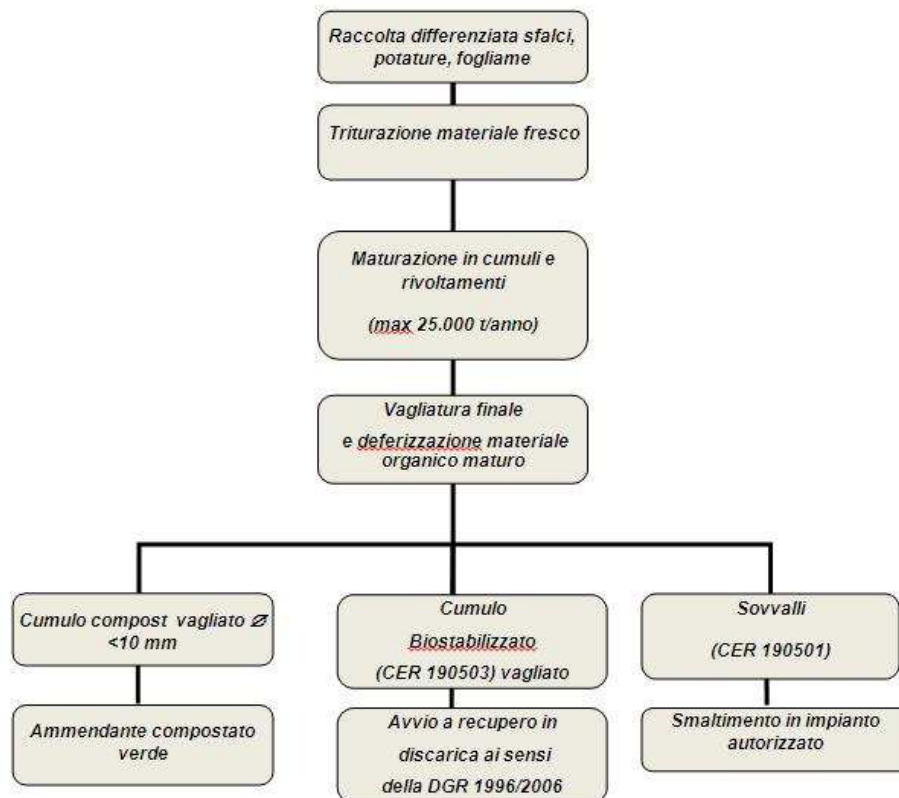 Raccolta differenziata sfalci,
potature, fogliame
Triturazione materiale fresco
Maturazione in cumuli e
rivoltamenti
(max 25.000 t/anno)
Vagliatura finale
e deferizzazione materiale
organico maturo
Cumulo compost vagliato ∅
<10 mm
Cumulo
Biostabilizzato
(CER 190503) vagliato
Sovvalli
(CER 190501)
Ammendante compostato
verde
Avvio a recupero in
discarica ai sensi
della DGR 1996/2006
Smaltimento in impianto
autorizzato